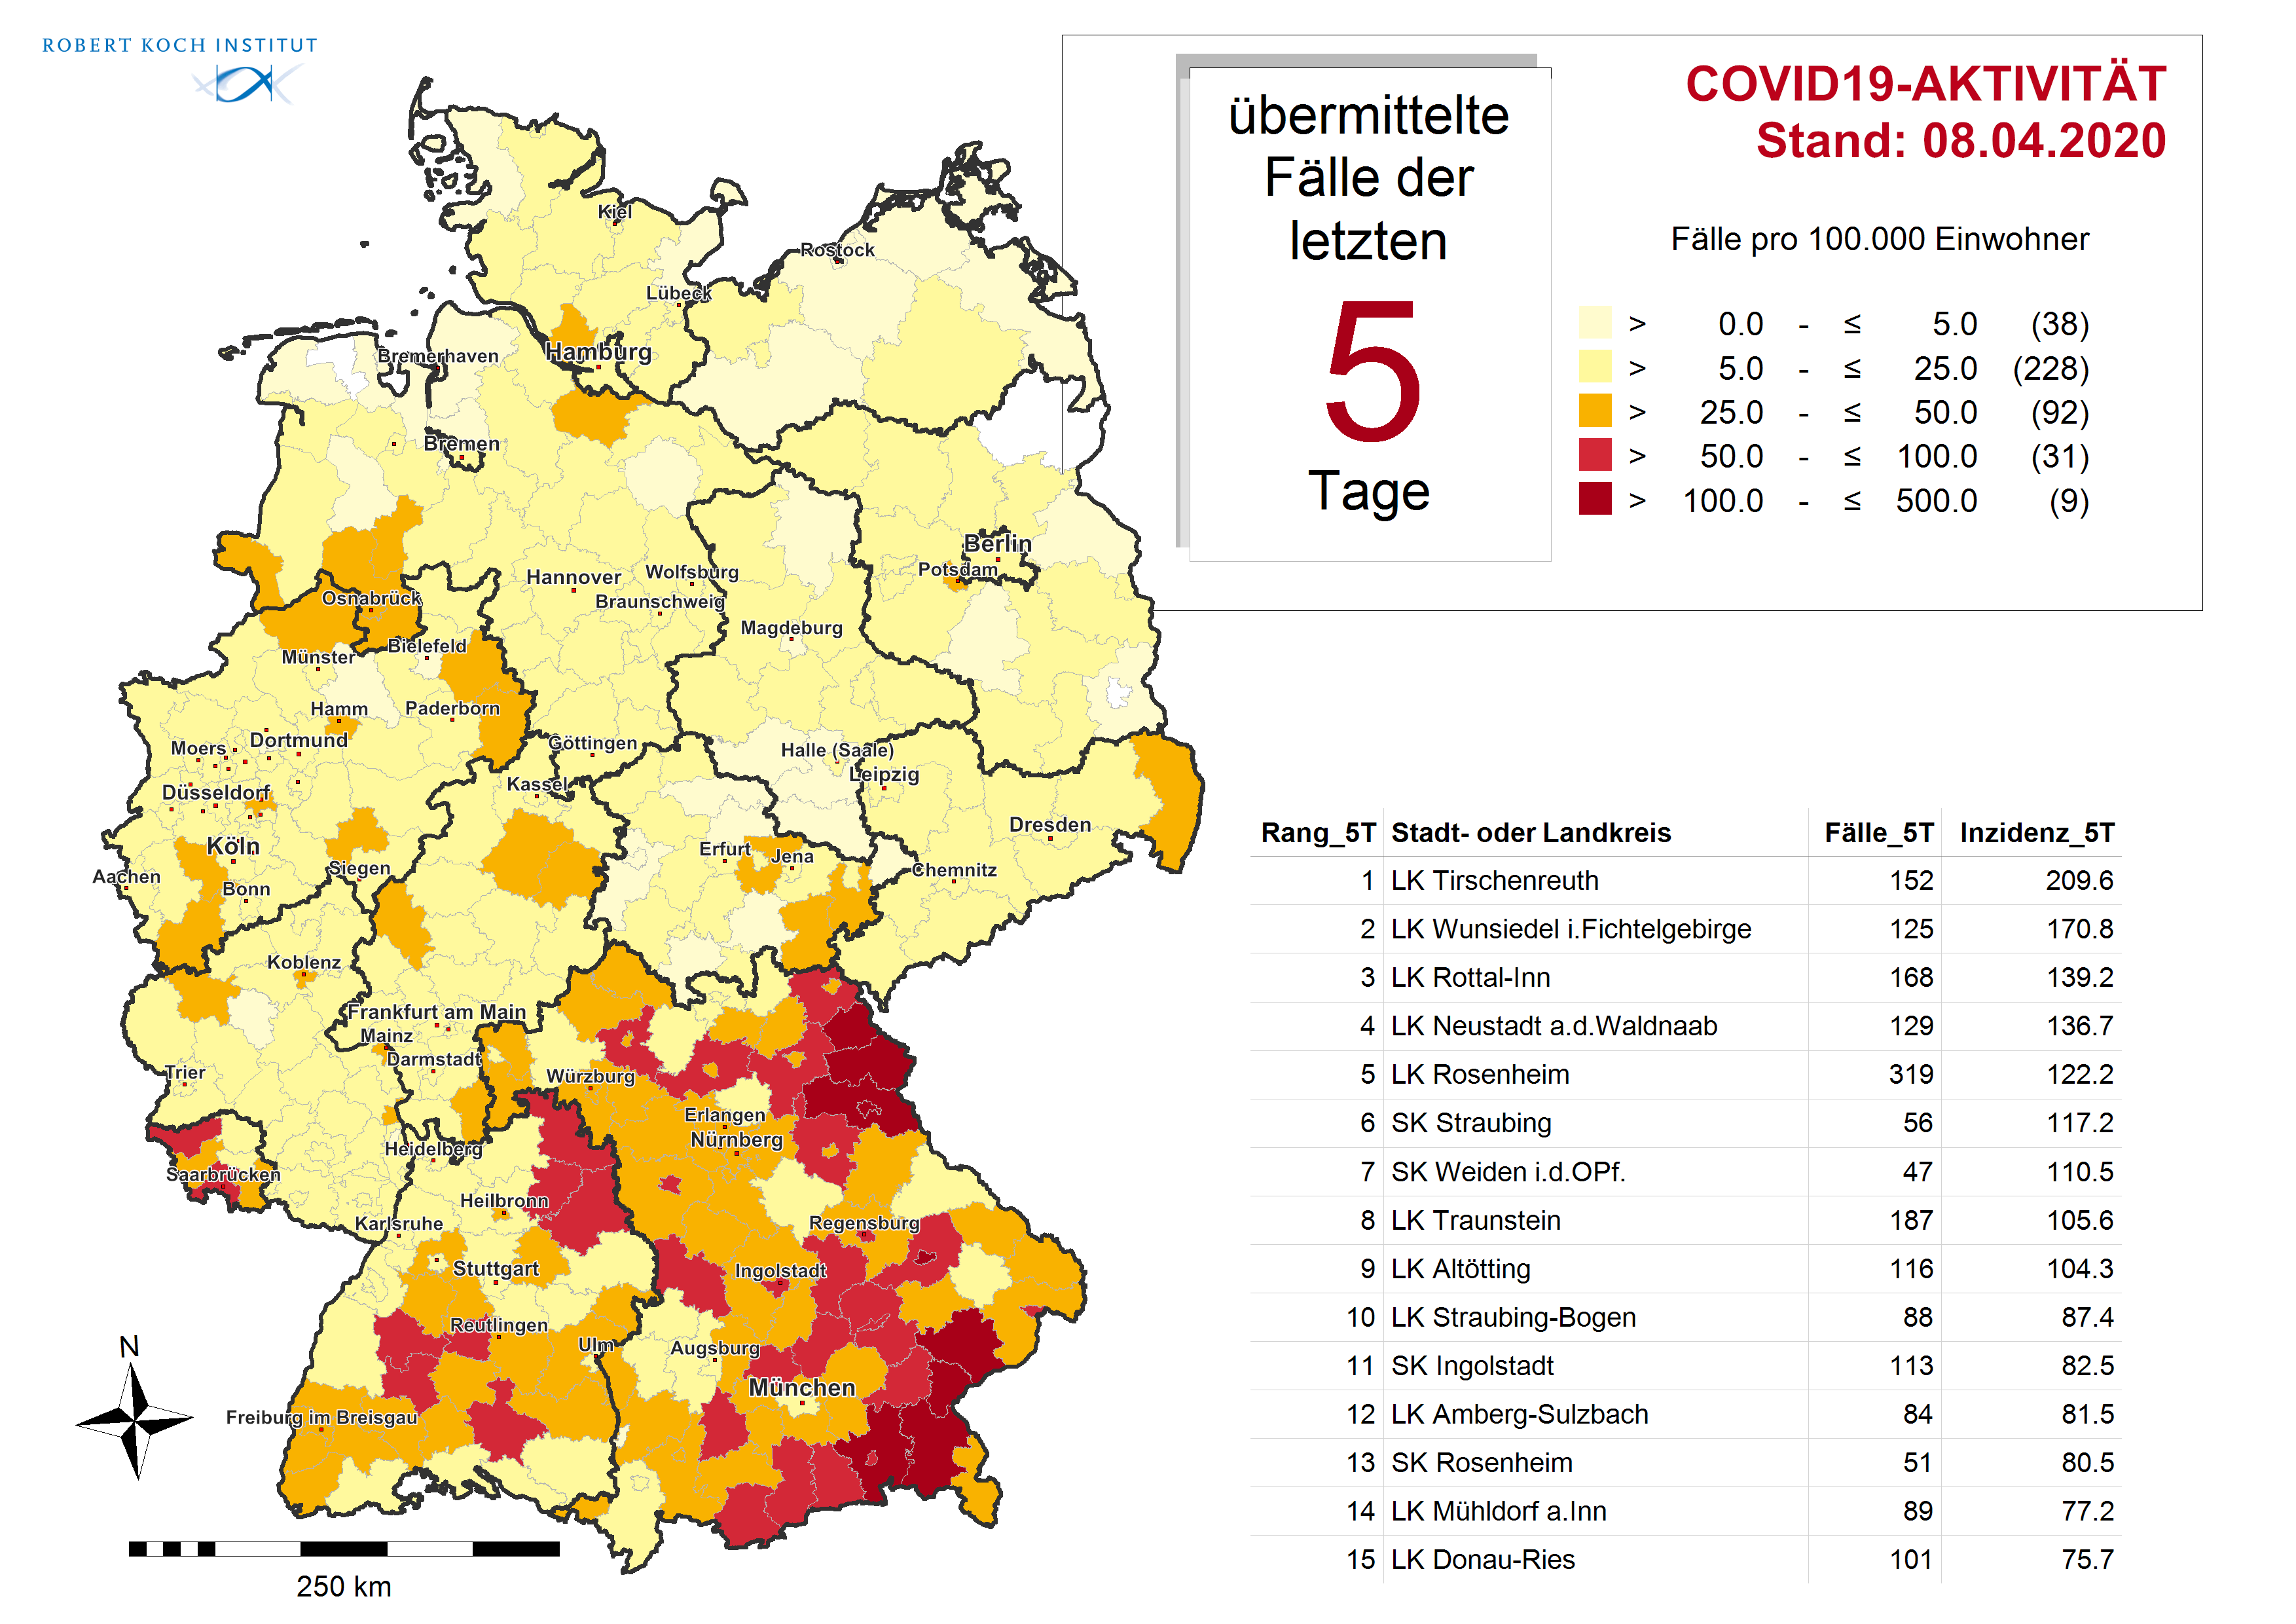 ROBERT KOCH INSTITUT
COVID19-AKTIVITÄT
Stand: 08.04.2020
übermittelte
Fälle der
letzten
5
Tage
Fälle pro 100.000 Einwohner
> 0.0 - ≤ 5.0 (38)
> 5.0 - ≤ 25.0 (228)
> 25.0 - ≤ 50.0 (92)
> 50.0 - ≤ 100.0 (31)
> 100.0 - ≤ 500.0 (9)
Kiel
Rostock
Lübeck
Bremerhaven
Hamburg
Bremen
Berlin
Potsdam
Hannover
Wolfsburg
Osnabrück
Braunschweig
Magdeburg
Bielefeld
Münster
Hamm
Paderborn
Moers
Dortmund
Göttingen
Halle (Saale)
Leipzig
Kassel
Düsseldorf
Dresden
Köln
Erfurt
Jena
Siegen
Aachen
Chemnitz
Bonn
Koblenz
Frankfurt am Main
Mainz
Darmstadt
Trier
Würzburg
Erlangen
Nürnberg
Heidelberg
Saarbrücken
Heilbronn
Karlsruhe
Regensburg
Stuttgart
Ingolstadt
Reutlingen
Ulm
Augsburg
München
Freiburg im Breisgau
N
250 km
Rang_5T Stadt- oder Landkreis Fälle_5T Inzidenz_5T
1 LK Tirschenreuth 152 209.6
2 LK Wunsiedel i.Fichtelgebirge 125 170.8
3 LK Rottal-Inn 168 139.2
4 LK Neustadt a.d.Waldnaab 129 136.7
5 LK Rosenheim 319 122.2
6 SK Straubing 56 117.2
7 SK Weiden i.d.OPf. 47 110.5
8 LK Traunstein 187 105.6
9 LK Altötting 116 104.3
10 LK Straubing-Bogen 88 87.4
11 SK Ingolstadt 113 82.5
12 LK Amberg-Sulzbach 84 81.5
13 SK Rosenheim 51 80.5
14 LK Mühldorf a.Inn 89 77.2
15 LK Donau-Ries 101 75.7